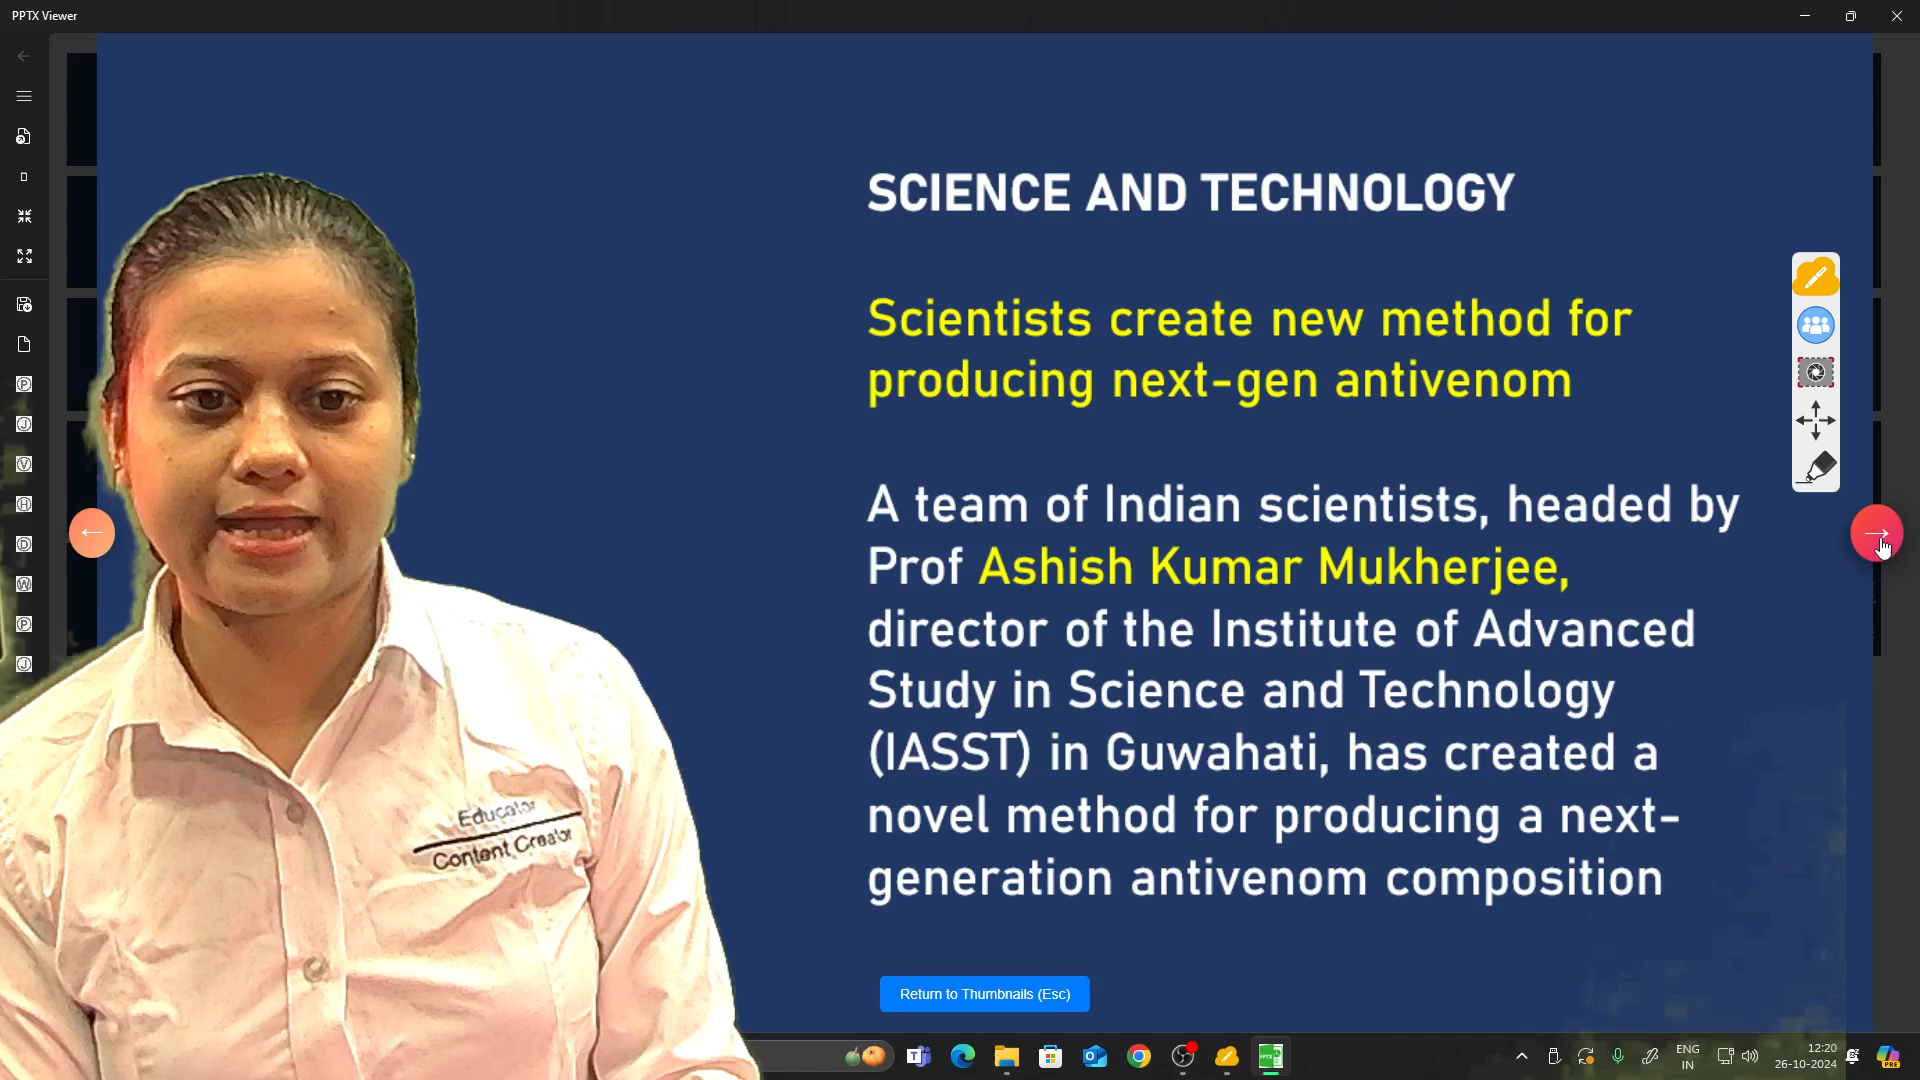 PPTX Viewer
SCIENCE AND TECHNOLOGY
Scientists create new method for
producing next-gen antivenom
A team of Indian scientists, headed by
Prof Ashish Kumar Mukherjee,
director of the Institute of Advanced
Study in Science and Technology
(IASST) in Guwahati, has created a
novel method for producing a next-
generation antivenom composition
Educator
Content Creator
Return to Thumbnails (Esc)
P
J
V
H
D
W
P
J
ENG
IN
12:20
26-10-2024